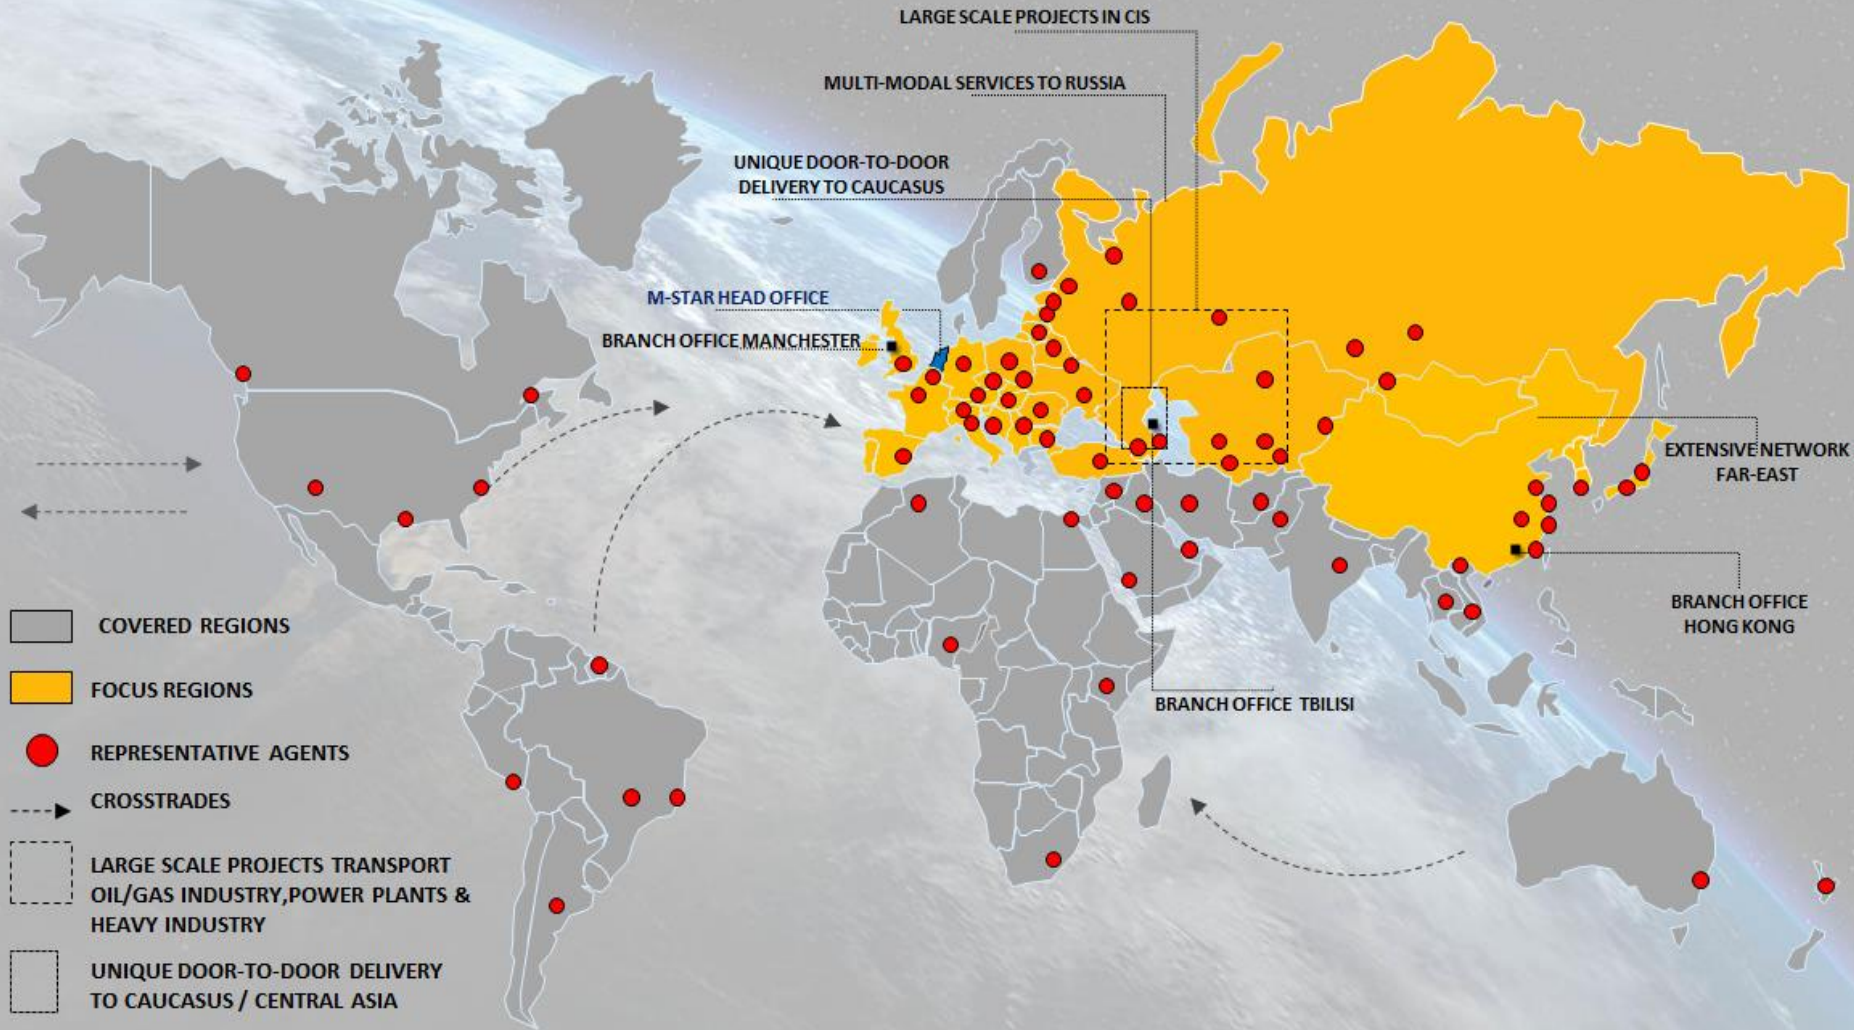 LARGE SCALE PROJECTS IN CIS
MULTI-MODAL SERVICES TO RUSSIA
UNIQUE DOOR-TO-DOOR
DELIVERY TO CAUCASUS
M-STAR HEAD OFFICE
BRANCH OFFICE MANCHESTER
EXTENSIVE NETWORK
FAR-EAST
BRANCH OFFICE
HONG KONG
BRANCH OFFICE TBILISI
COVERED REGIONS
FOCUS REGIONS
REPRESENTATIVE AGENTS
CROSSTRADES
LARGE SCALE PROJECTS TRANSPORT
OIL/GAS INDUSTRY,POWER PLANTS &
HEAVY INDUSTRY
UNIQUE DOOR-TO-DOOR DELIVERY
TO CAUCASUS / CENTRAL ASIA